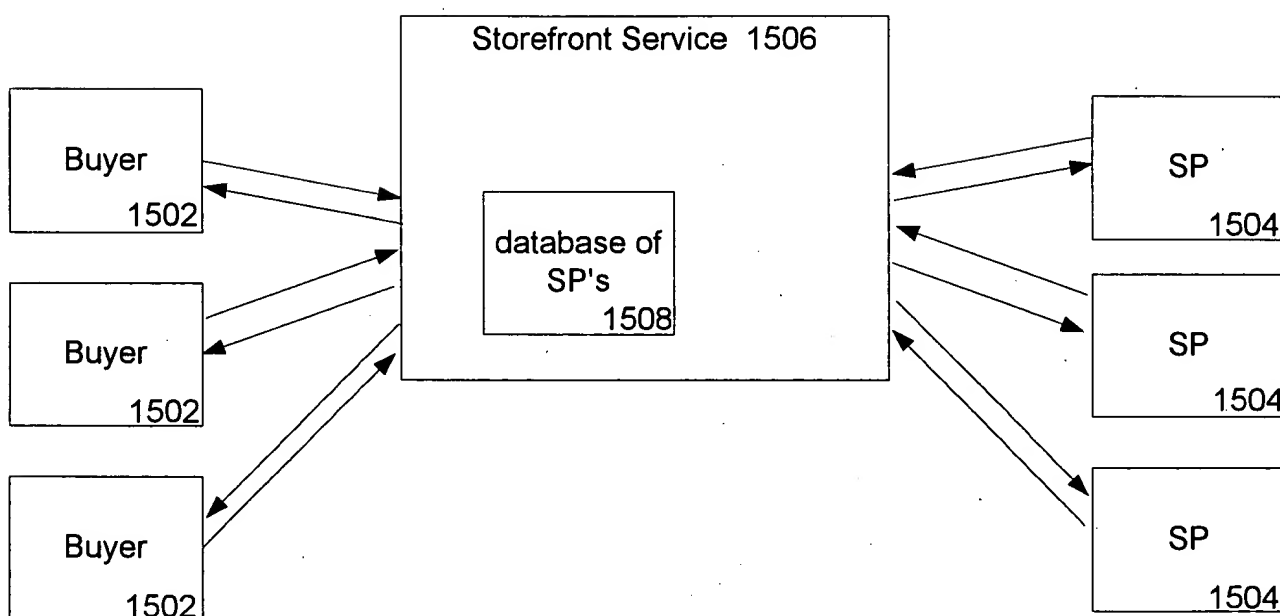 Storefront Service 1506
Buyer
1502
Buyer
1502
Buyer
1502
database of
SP's
1508
SP
1504
SP
1504
SP
1504